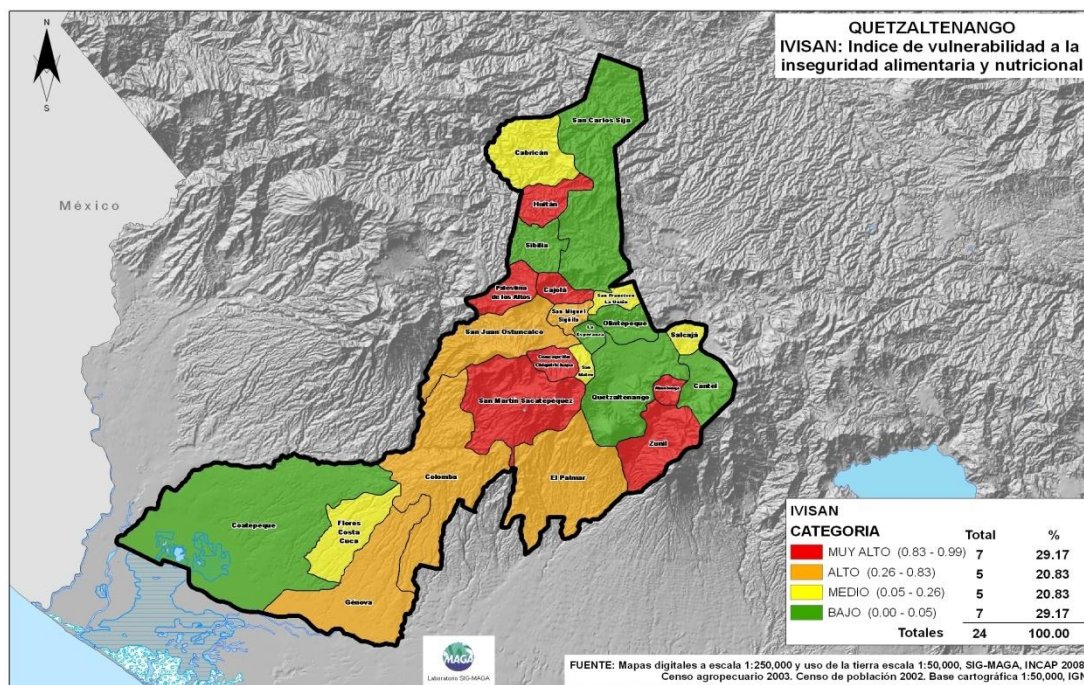 QUETZALTENANGO
IVISAN: Indice de vulnerabilidad a la
inseguridad alimentaria y nutricional
N
S
México
San Carlos Sija
Cabricán
Huitán
Sibilia
Palestina
de los Altos
Cajolá
San Francisco
La Unión
San Miguel
Sigüilá
Olintepeque
La
Esperanza
San Juan Ostuncalco
Salcajá
Concepción
Chiquirichapa
San
Mateo
Cantel
Almolonga
San Martín Sacatepéquez
Quetzaltenango
Zunil
Colomba
El Palmar
Coatepeque
Flores
Costa
Cuca
Génova
IVISAN
CATEGORIA Total %
MUY ALTO (0.83 - 0.99) 7 29.17
ALTO (0.26 - 0.83) 5 20.83
MEDIO (0.05 - 0.26) 5 20.83
BAJO (0.00 - 0.05) 7 29.17
Totales 24 100.00
MAGA
Laboratorio SIG-MAGA
FUENTE: Mapas digitales a escala 1:250,000 y uso de la tierra escala 1:50,000, SIG-MAGA, INCAP 2008
Censo agropecuario 2003. Censo de población 2002. Base cartográfica 1:50,000, IGN